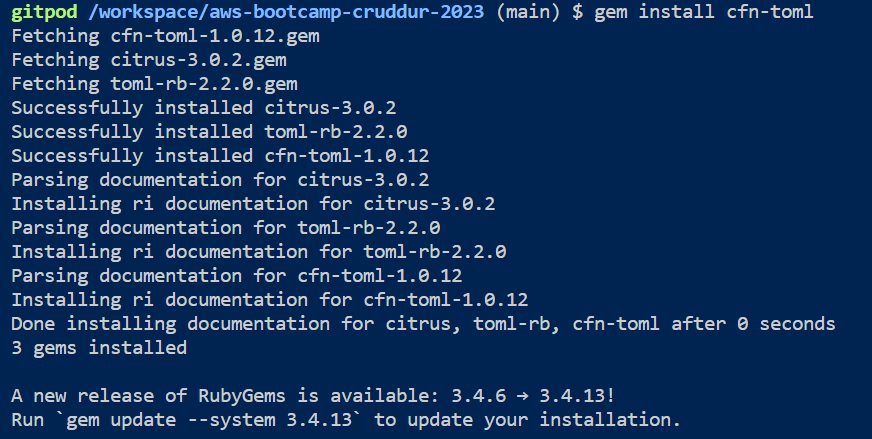 gitpod /workspace/aws-bootcamp-cruddur-2023 (main) $ gem install cfn-toml
Fetching cfn-toml-1.0.12.gem
Fetching citrus-3.0.2.gem
Fetching toml-rb-2.2.0.gem
Successfully installed citrus-3.0.2
Successfully installed toml-rb-2.2.0
Successfully installed cfn-toml-1.0.12
Parsing documentation for citrus-3.0.2
Installing ri documentation for citrus-3.0.2
Parsing documentation for toml-rb-2.2.0
Installing ri documentation for toml-rb-2.2.0
Parsing documentation for cfn-toml-1.0.12
Installing ri documentation for cfn-toml-1.0.12
Done installing documentation for citrus, toml-rb, cfn-toml after 0 seconds
3 gems installed

A new release of RubyGems is available: 3.4.6 → 3.4.13!
Run `gem update --system 3.4.13` to update your installation.